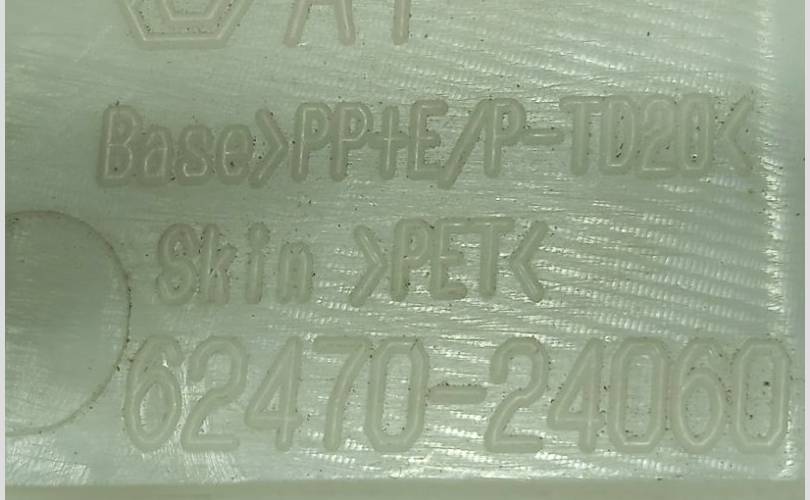 Base>PP+E/P-TD20<
Skin >PET<
62470-24060